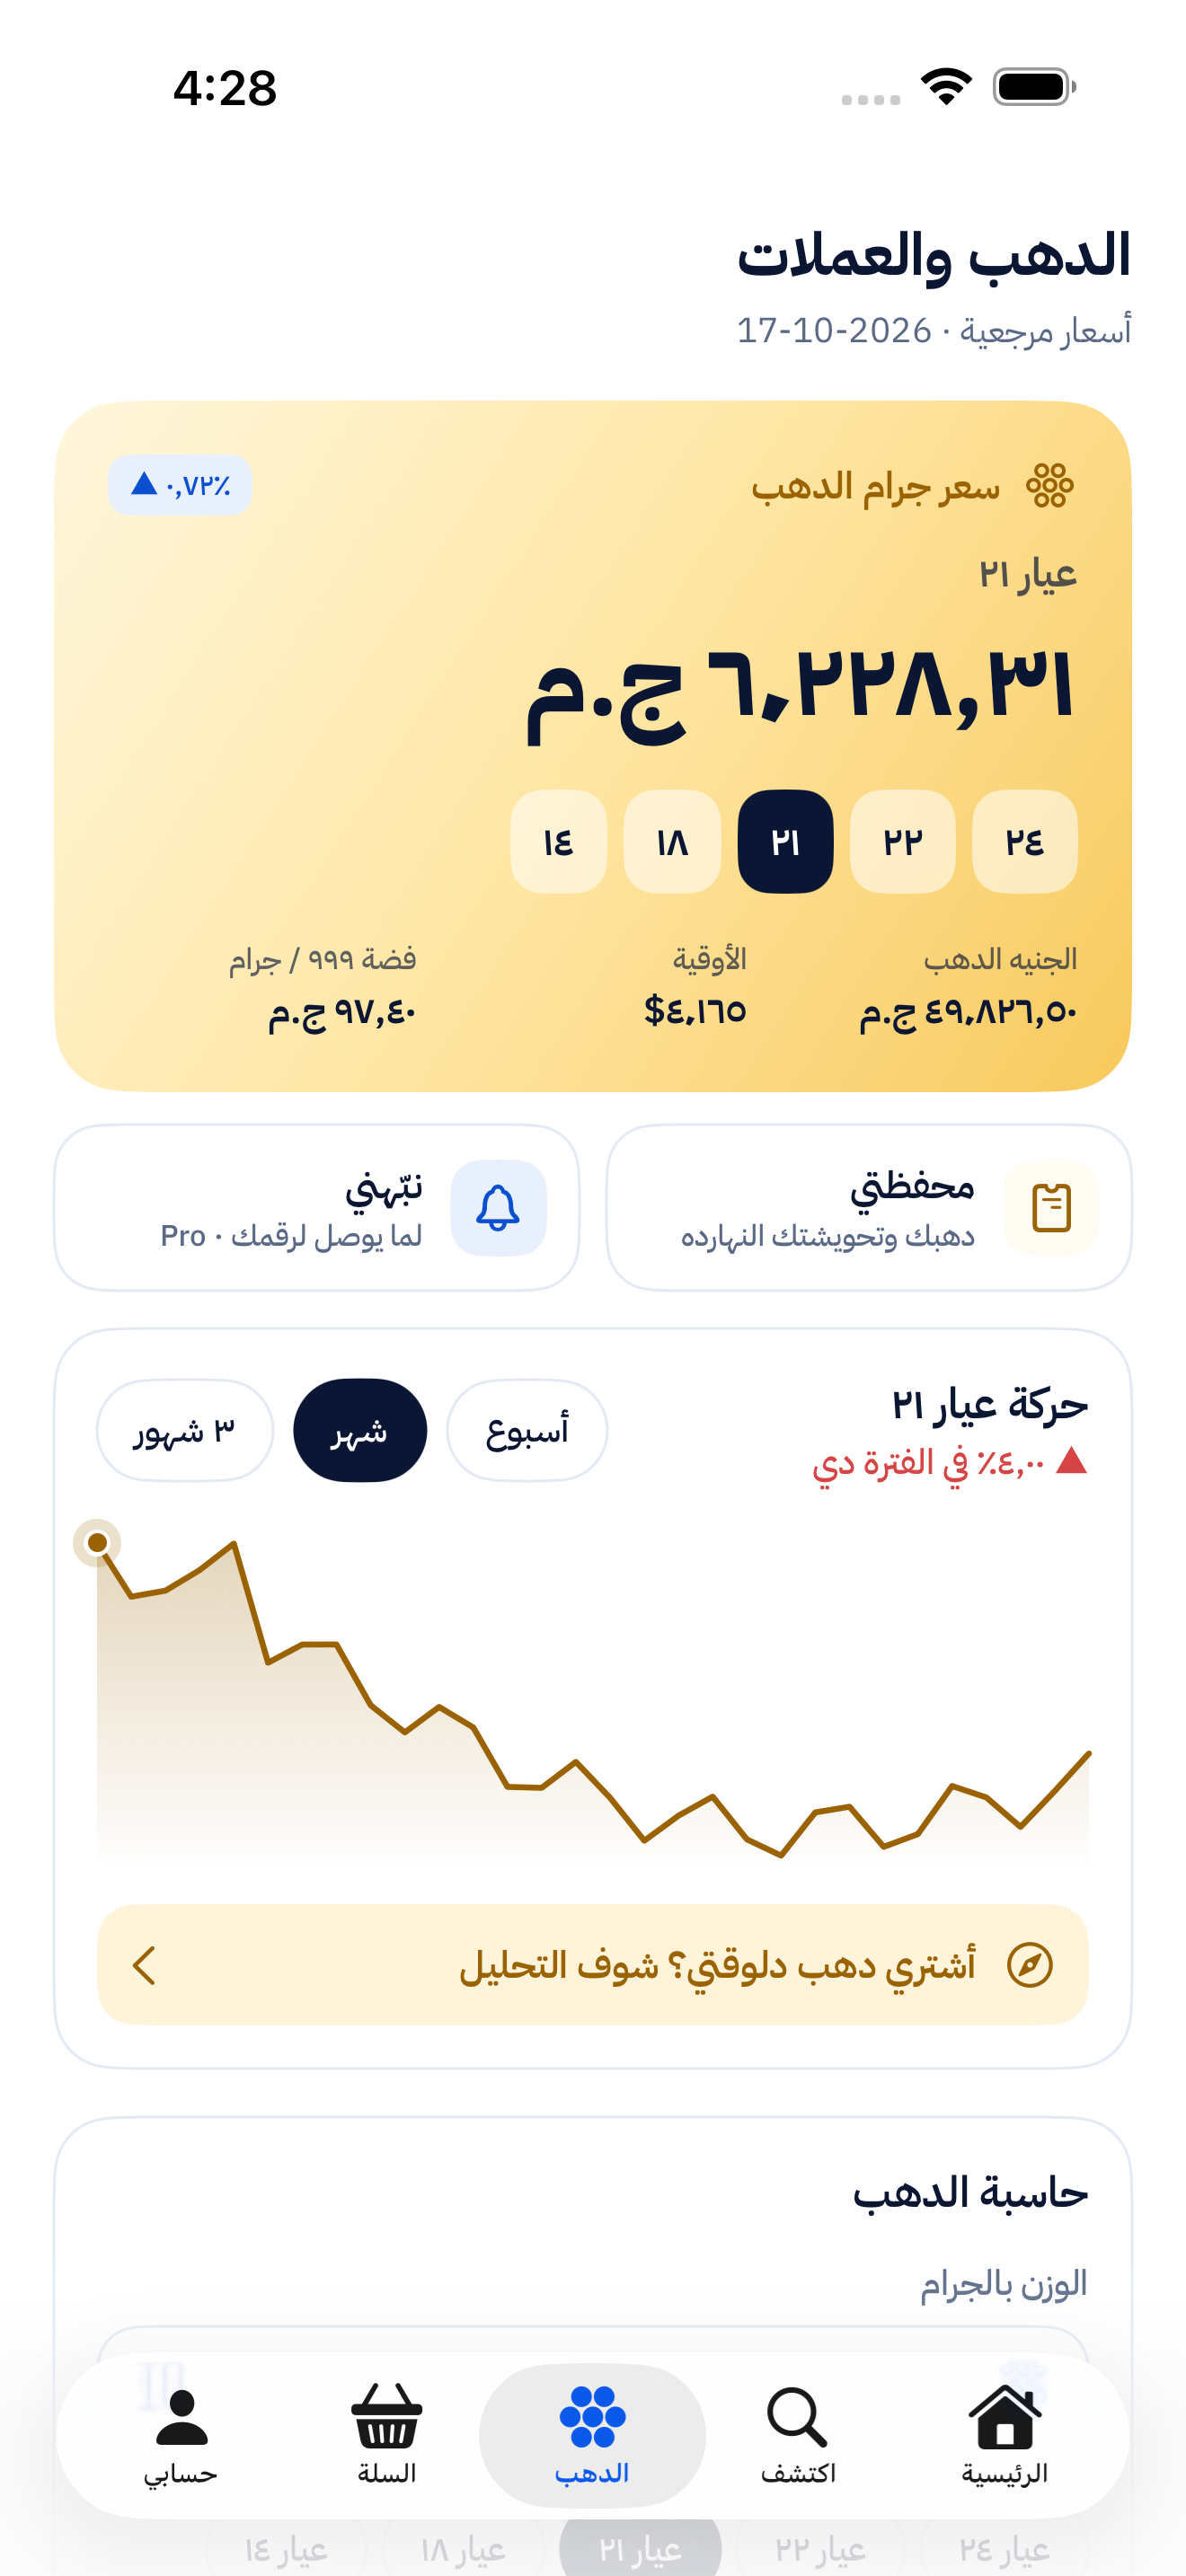 4:28
الدهب والعملات
أسعار مرجعية · 2026-10-17
سعر جرام الدهب
▲ ٠,٧٢٪
عيار ٢١
٦,٢٢٨,٣١ ج.م
٢٤ ٢٢ ٢١ ١٨ ١٤
الجنيه الدهب الأوقية فضة ٩٩٩ / جرام
٤٩,٨٢٦,٥٠ ج.م $٤,١٦٥ ٩٧,٤٠ ج.م
محفظتي
دهبك وتحويشتك النهارده
نبّهني
لما يوصل لرقمك · Pro
حركة عيار ٢١
▲ ٤,٠٠٪ في الفترة دي
أسبوع شهر ٣ شهور
أشتري دهب دلوقتي؟ شوف التحليل
حاسبة الدهب
الوزن بالجرام
الرئيسية اكتشف الدهب السلة حسابي
عيار ٢٤ عيار ٢٢ عيار ٢١ عيار ١٨ عيار ١٤